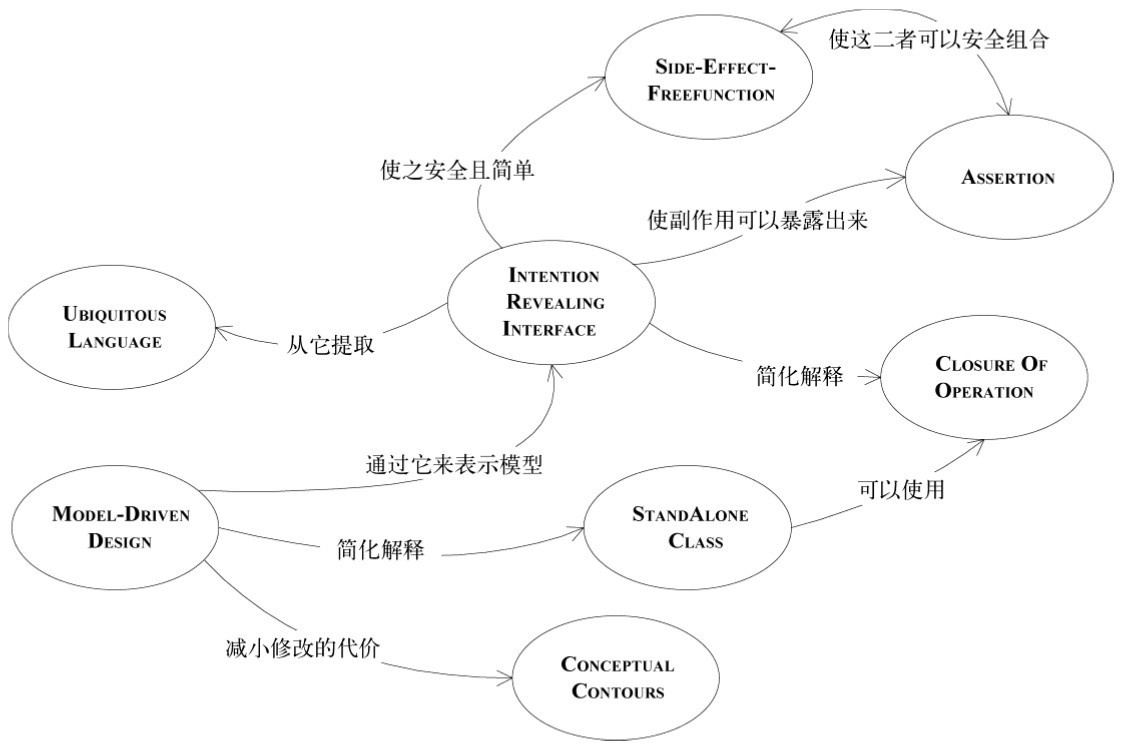 使这二者可以安全组合
SIDE-EFFECT-
FREEFUNCTION
使之安全且简单
ASSERTION
使副作用可以暴露出来
INTENTION
REVEALING
INTERFACE
UBIQUITOUS
LANGUAGE
从它提取
简化解释
CLOSURE OF
OPERATION
通过它来表示模型
可以使用
MODEL-DRIVEN
DESIGN
STANDALONE
CLASS
简化解释
减小修改的代价
CONCEPTUAL
CONTOURS